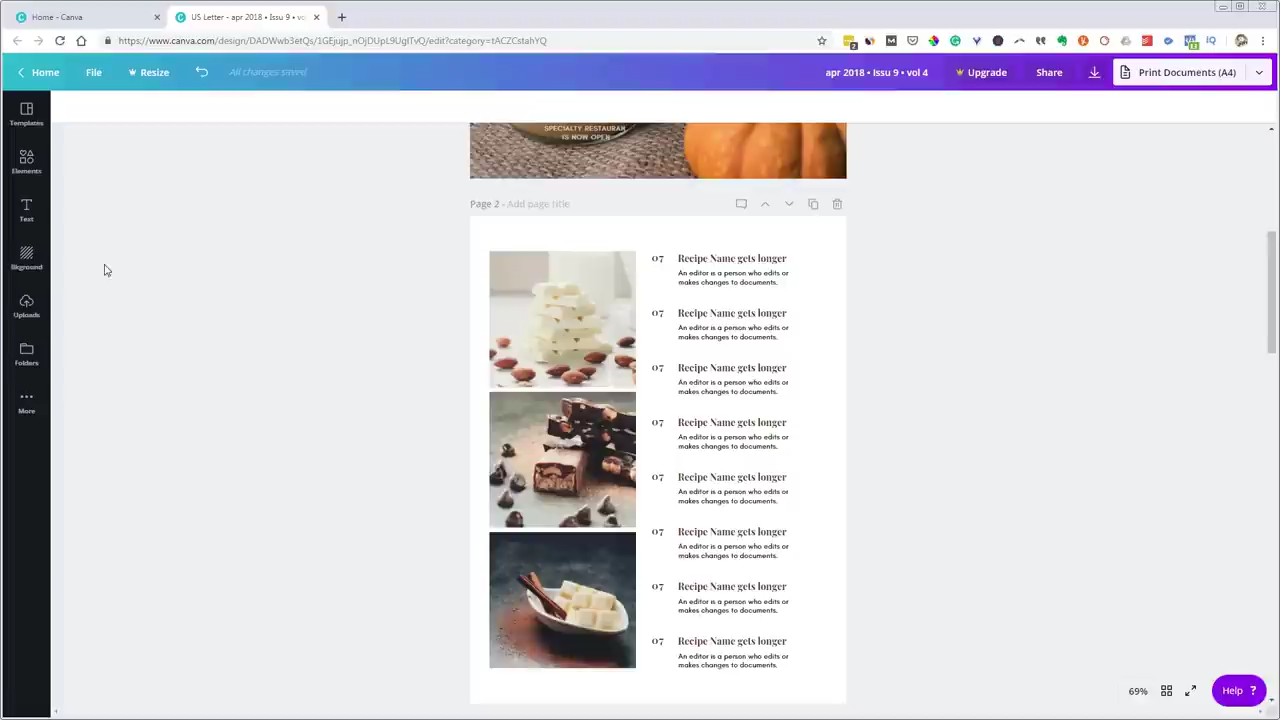 Home - Canva
US Letter - apr 2018 • Issu 9 • vo
https://www.canva.com/design/DADWwb3etQs/1GEjujp_nOjDUpL9UgITvQ/edit?category=tACZCstahYQ
Home
File
Resize
All changes saved
apr 2018 • Issu 9 • vol 4
Upgrade
Share
Print Documents (A4)
Templates
Elements
Text
Bkground
Uploads
Folders
More
SPECIALTY RESTAURAN
IS NOW OPEN
Page 2 - Add page title
07 Recipe Name gets longer
An editor is a person who edits or
makes changes to documents.
07 Recipe Name gets longer
An editor is a person who edits or
makes changes to documents.
07 Recipe Name gets longer
An editor is a person who edits or
makes changes to documents.
07 Recipe Name gets longer
An editor is a person who edits or
makes changes to documents.
07 Recipe Name gets longer
An editor is a person who edits or
makes changes to documents.
07 Recipe Name gets longer
An editor is a person who edits or
makes changes to documents.
07 Recipe Name gets longer
An editor is a person who edits or
makes changes to documents.
07 Recipe Name gets longer
An editor is a person who edits or
makes changes to documents.
69%
Help ?